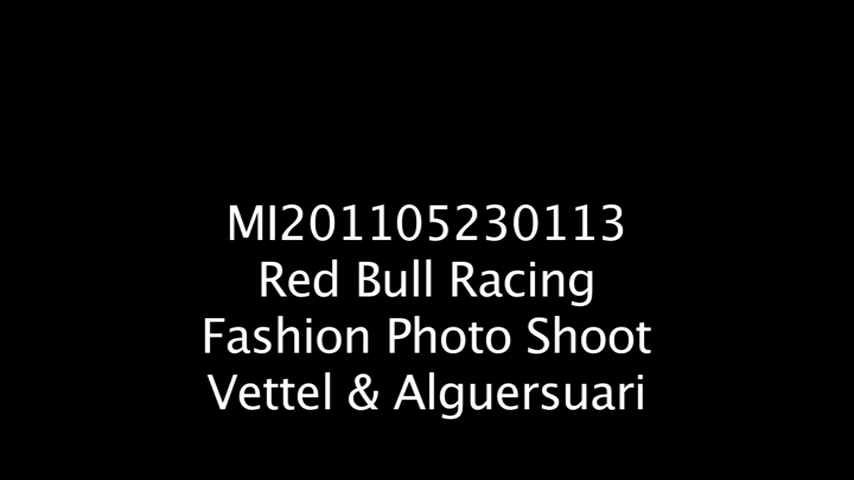 MI201105230113
Red Bull Racing
Fashion Photo Shoot
Vettel & Alguersuari